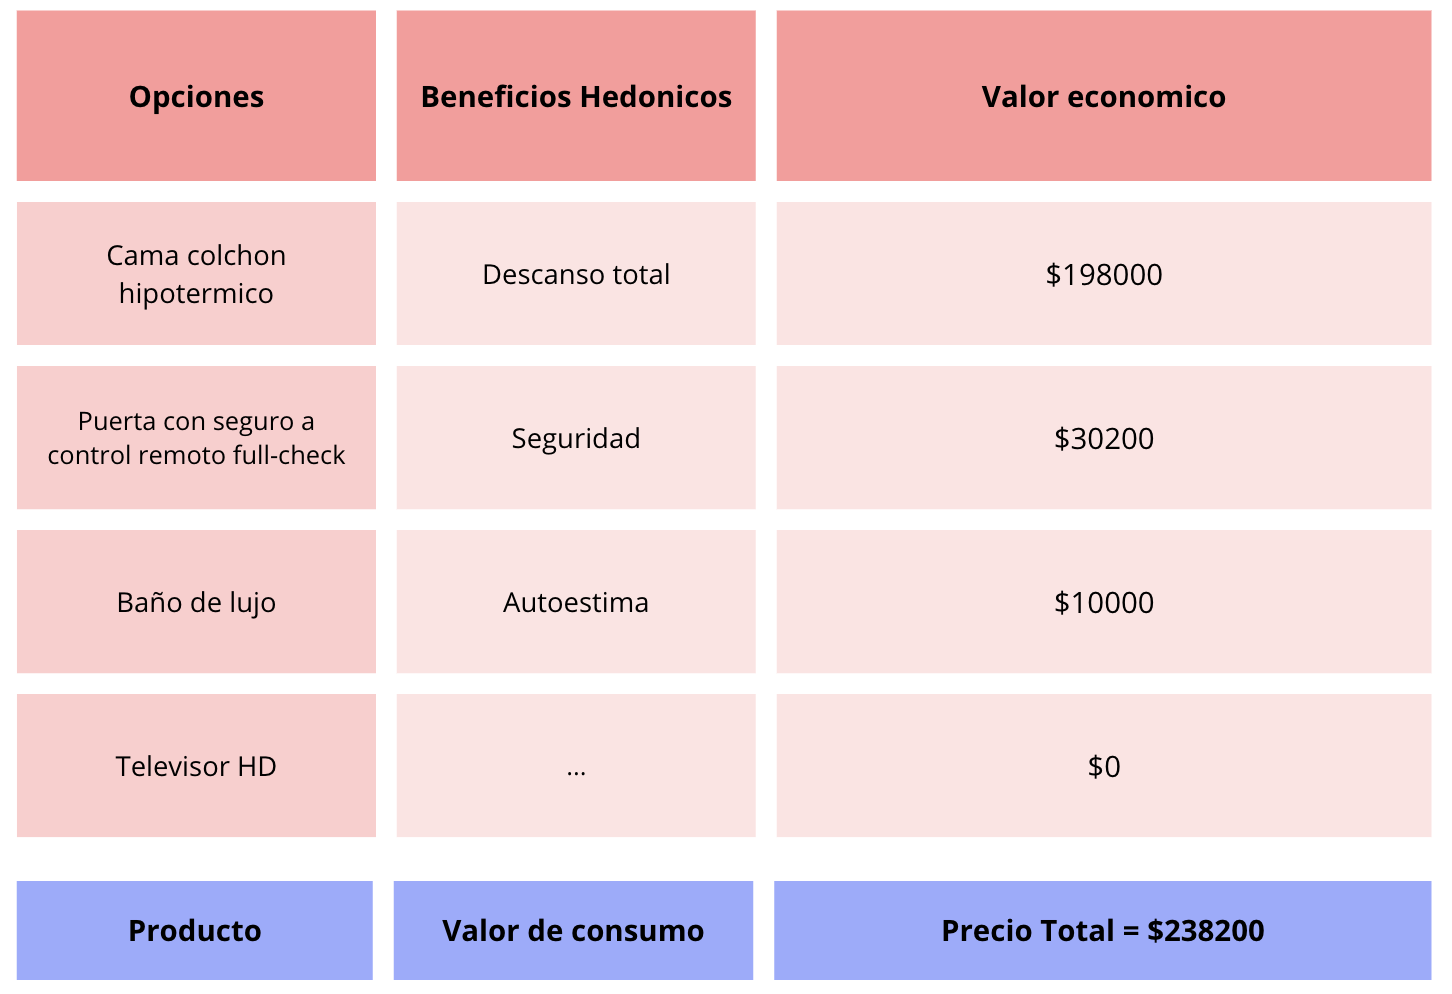 Opciones
Beneficios Hedonicos
Valor economico
Cama colchon
hipotermico
Descanso total
$198000
Puerta con seguro a
control remoto full-check
Seguridad
$30200
Baño de lujo
Autoestima
$10000
Televisor HD
...
$0
Producto
Valor de consumo
Precio Total = $238200